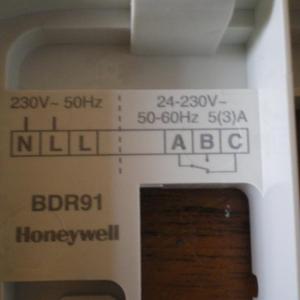 230V~ 50Hz
24-230V~
50-60Hz 5(3)A
N L L A B C
BDR91
Honeywell